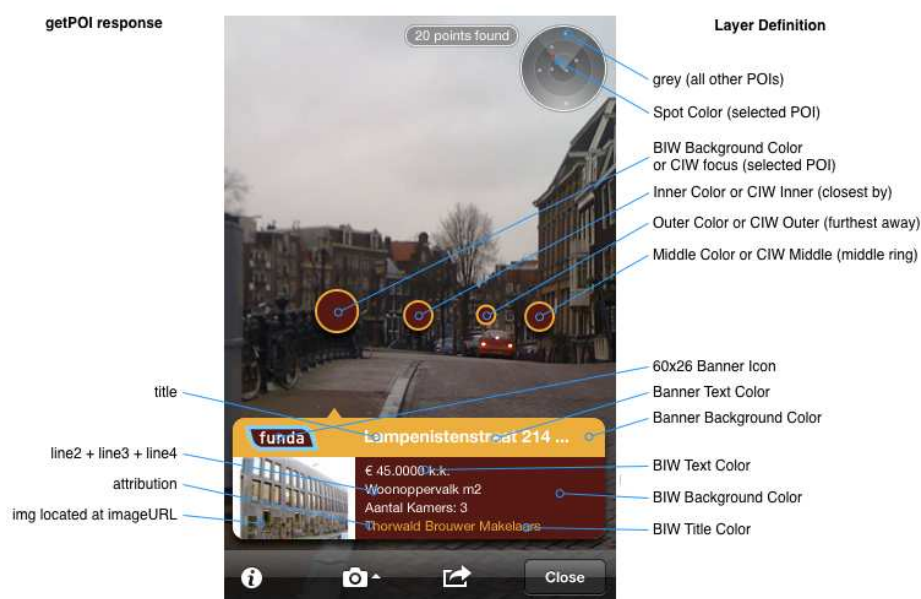 getPOI response
Layer Definition
20 points found
grey (all other POIs)
Spot Color (selected POI)
BIW Background Color
or CIW focus (selected POI)
Inner Color or CIW Inner (closest by)
Outer Color or CIW Outer (furthest away)
Middle Color or CIW Middle (middle ring)
60x26 Banner Icon
title
Banner Text Color
Banner Background Color
funda
Lampenistenstraat 214 ...
line2 + line3 + line4
€ 45.0000 k.k.
BIW Text Color
attribution
Woonoppervalk m2
BIW Background Color
img located at imageURL
Aantal Kamers: 3
Thorwald Brouwer Makelaars
BIW Title Color
Close